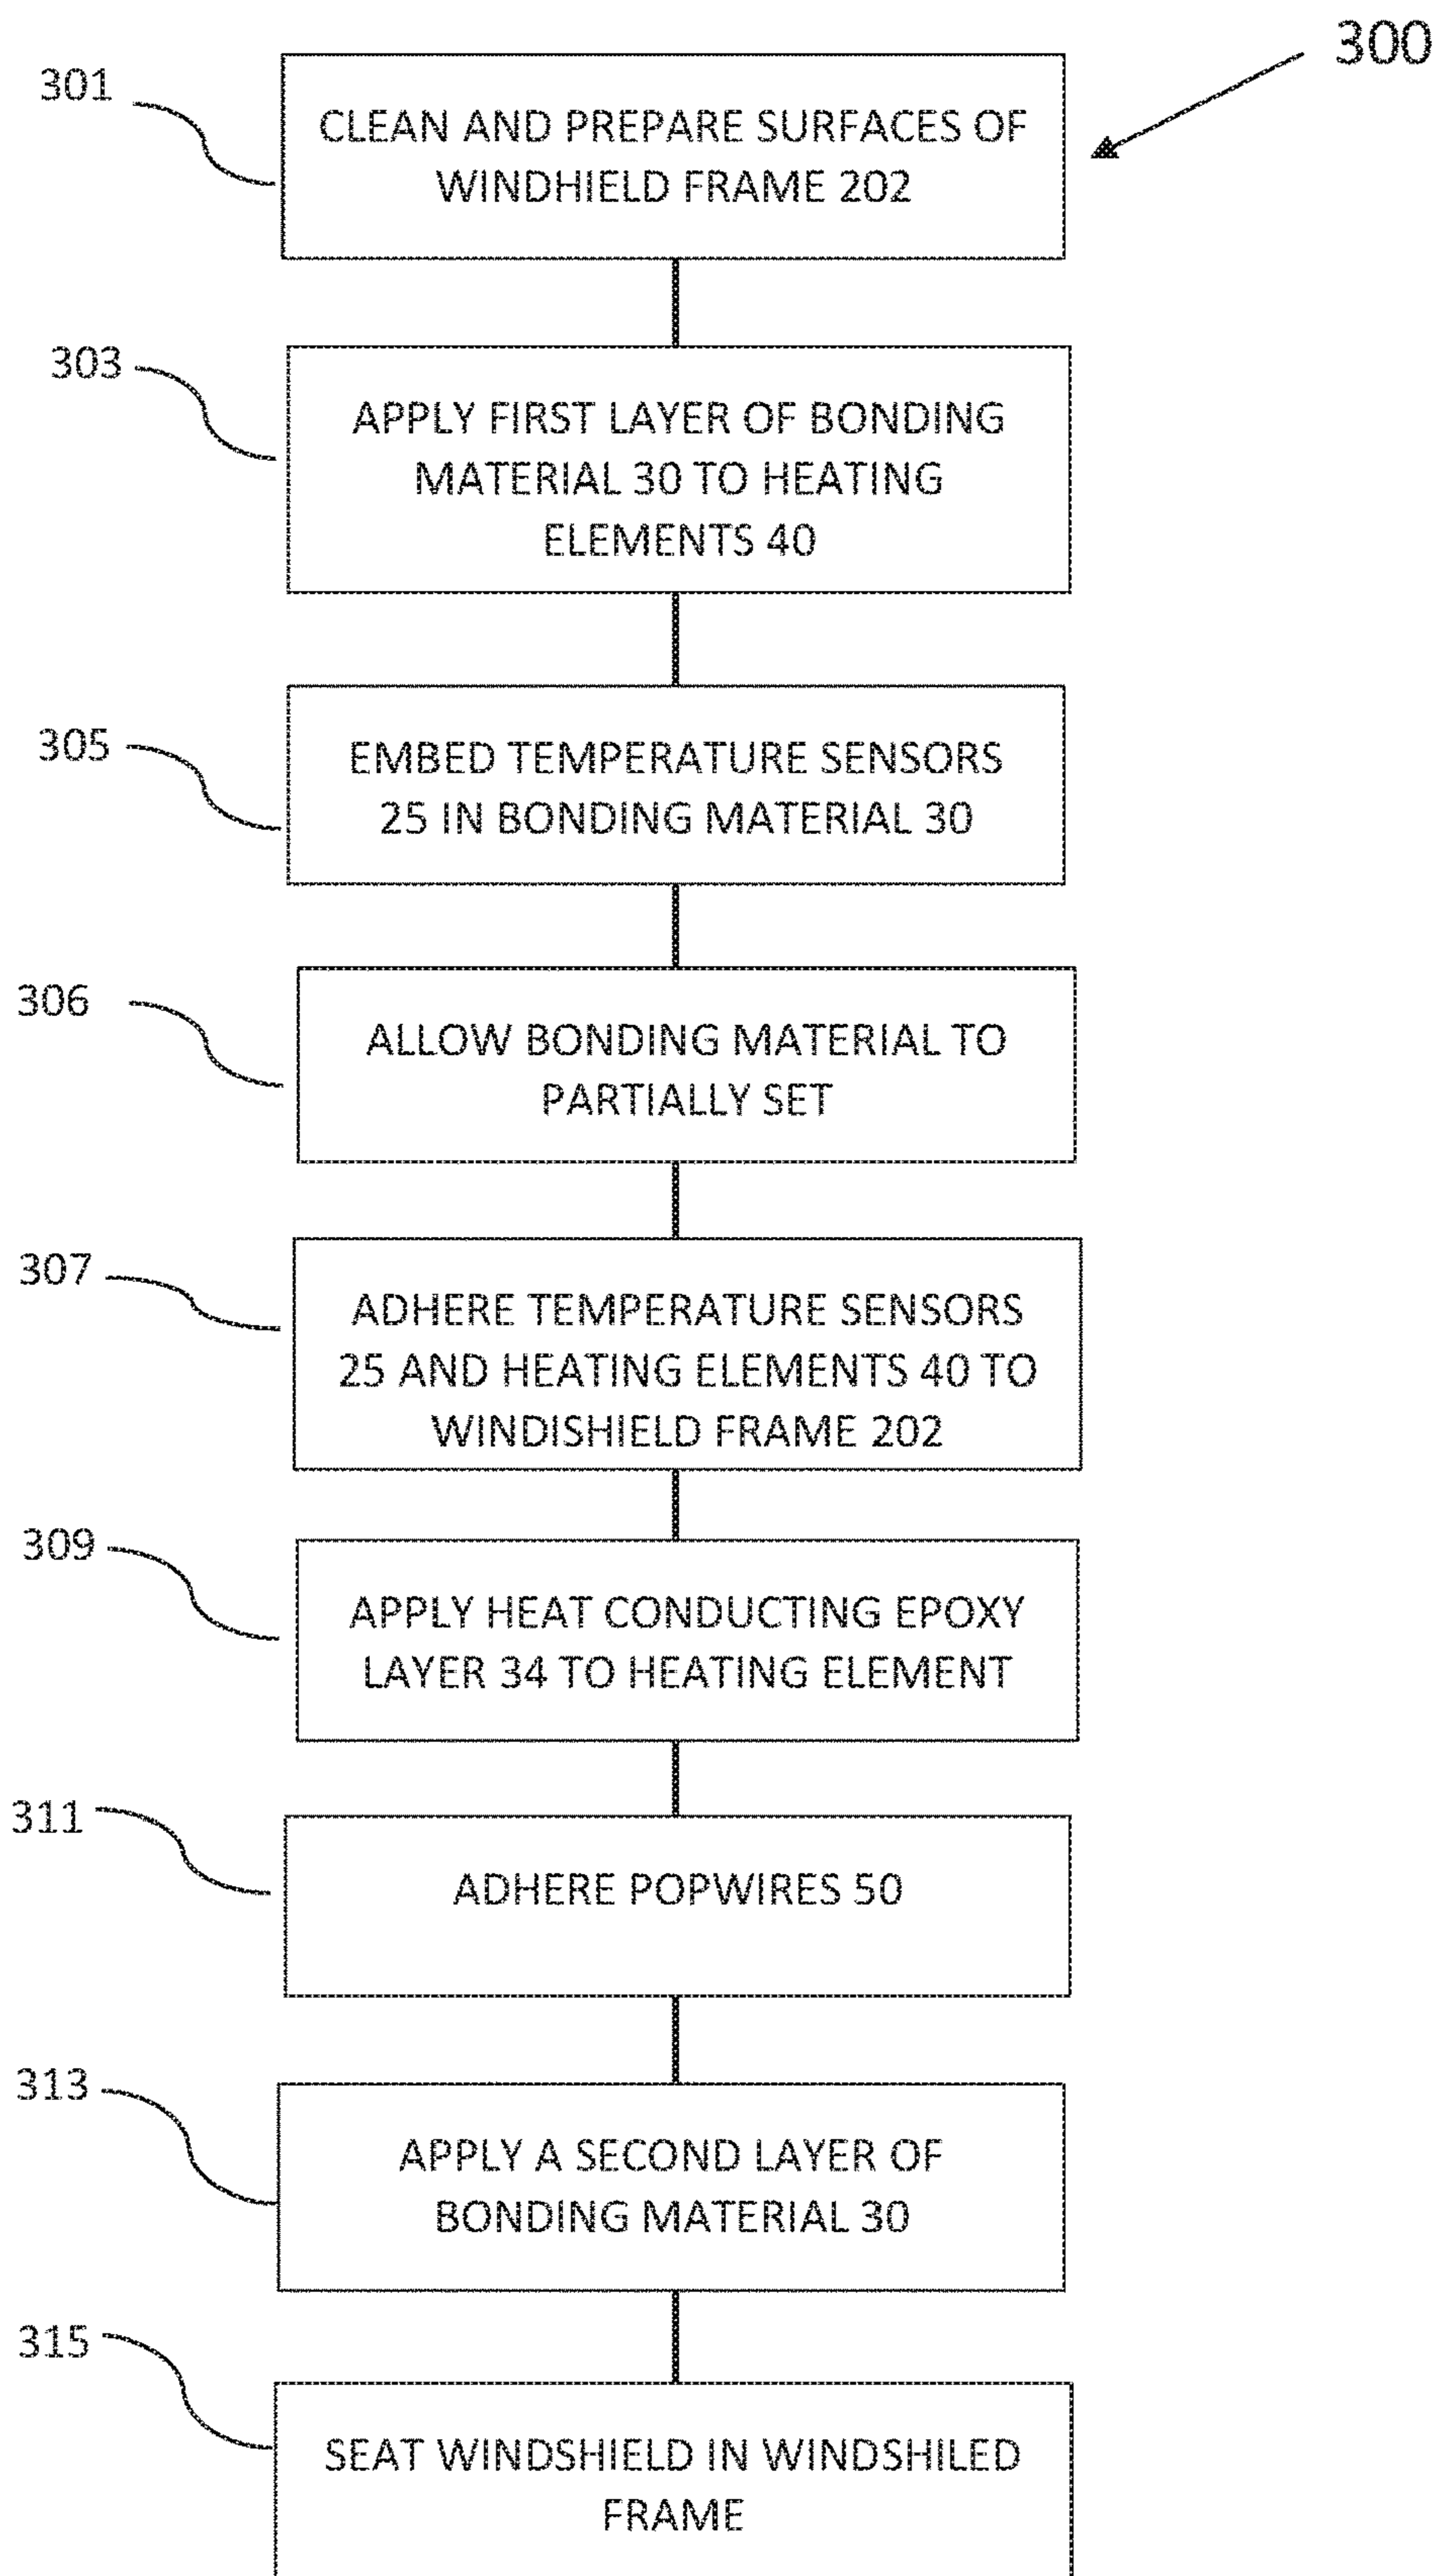 300
301
CLEAN AND PREPARE SURFACES OF
WINDHIELD FRAME 202
303
APPLY FIRST LAYER OF BONDING
MATERIAL 30 TO HEATING
ELEMENTS 40
305
EMBED TEMPERATURE SENSORS
25 IN BONDING MATERIAL 30
306
ALLOW BONDING MATERIAL TO
PARTIALLY SET
307
ADHERE TEMPERATURE SENSORS
25 AND HEATING ELEMENTS 40 TO
WINDISHIELD FRAME 202
309
APPLY HEAT CONDUCTING EPOXY
LAYER 34 TO HEATING ELEMENT
311
ADHERE POPWIRES 50
313
APPLY A SECOND LAYER OF
BONDING MATERIAL 30
315
SEAT WINDSHIELD IN WINDSHILED
FRAME